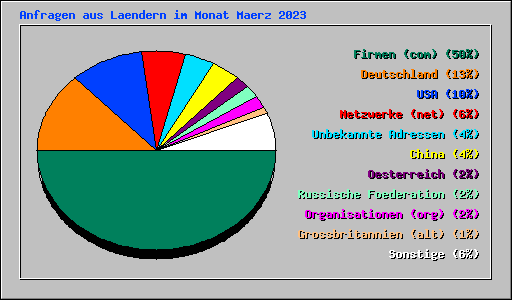 Anfragen aus Laendern im Monat Maerz 2023
Firmen (com) (50%)
Deutschland (13%)
USA (10%)
Netzwerke (net) (6%)
Unbekannte Adressen (4%)
China (4%)
Oesterreich (2%)
Russische Foederation (2%)
Organisationen (org) (2%)
Grossbritannien (alt) (1%)
Sonstige (6%)